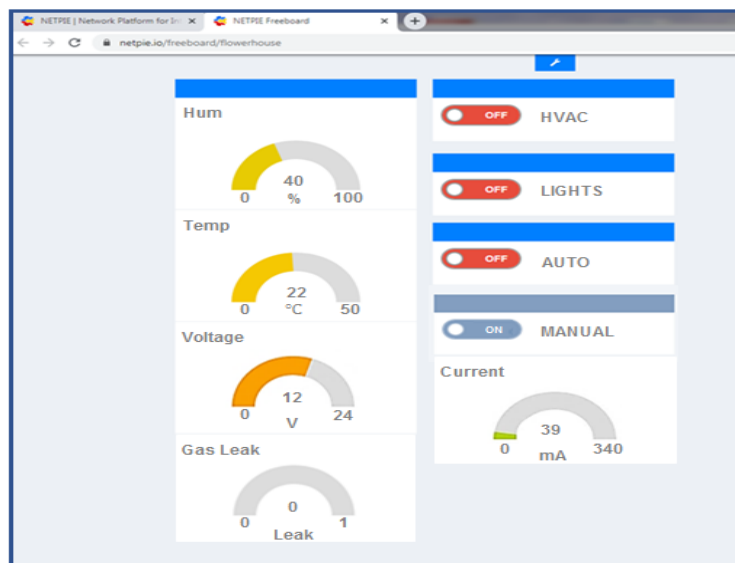 NETPIE | Network Platform for In
NETPIE Freeboard
netpie.io/freeboard/flowerhouse
Hum
40
0 % 100
Temp
22
0 °C 50
Voltage
12
0 V 24
Gas Leak
0
0 1
Leak
OFF HVAC
OFF LIGHTS
OFF AUTO
ON MANUAL
Current
39
0 mA 340